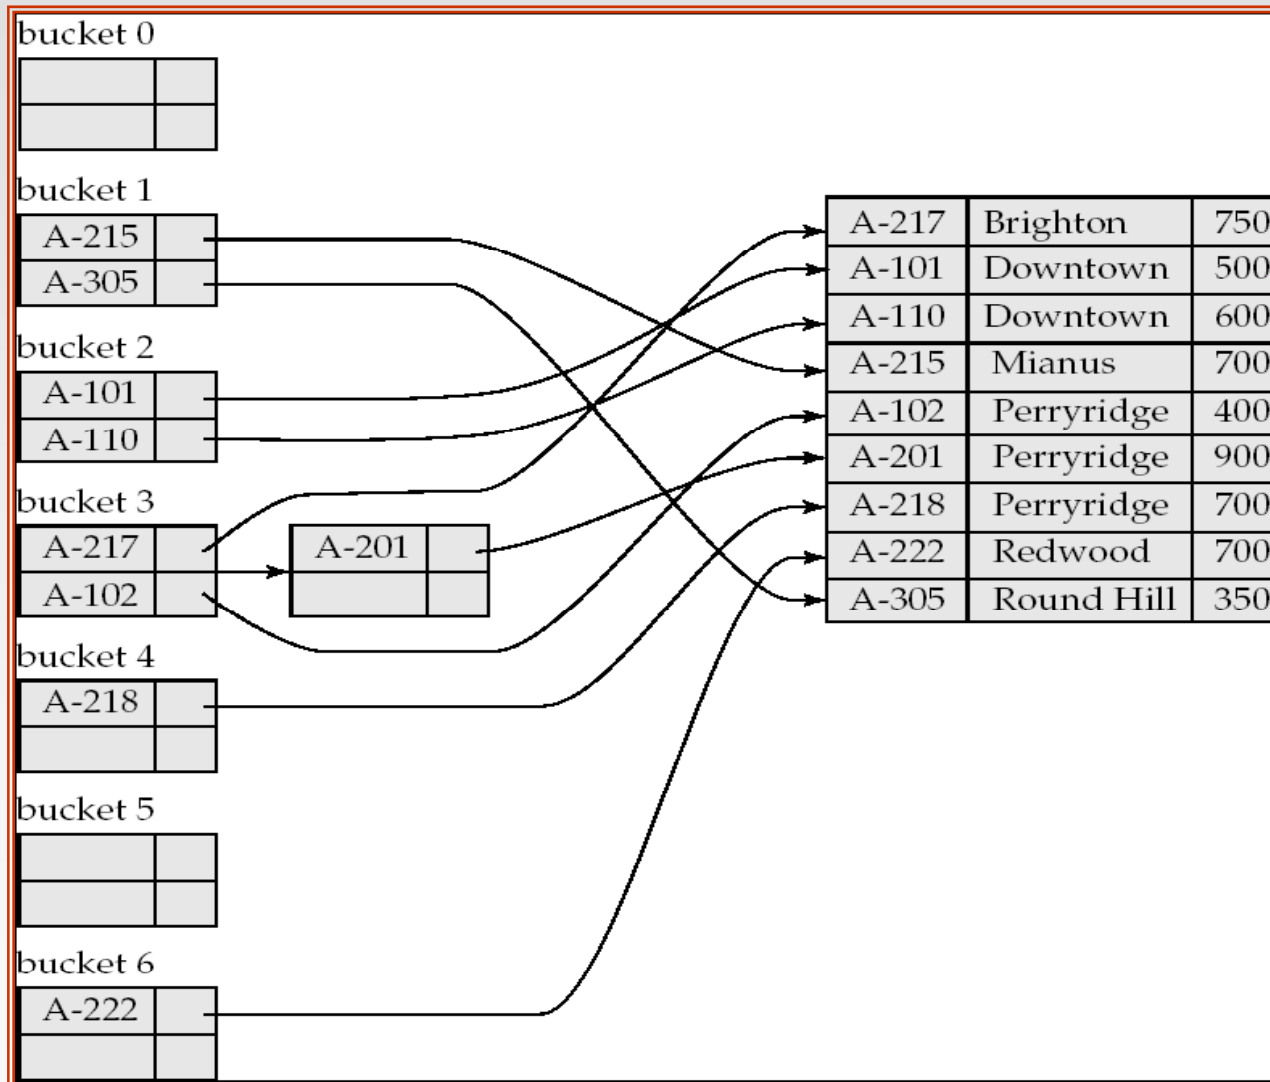 bucket 0
bucket 1
A-215
A-305
bucket 2
A-101
A-110
bucket 3
A-217
A-102
A-201
bucket 4
A-218
bucket 5
bucket 6
A-222
A-217 Brighton 750
A-101 Downtown 500
A-110 Downtown 600
A-215 Mianus 700
A-102 Perryridge 400
A-201 Perryridge 900
A-218 Perryridge 700
A-222 Redwood 700
A-305 Round Hill 350